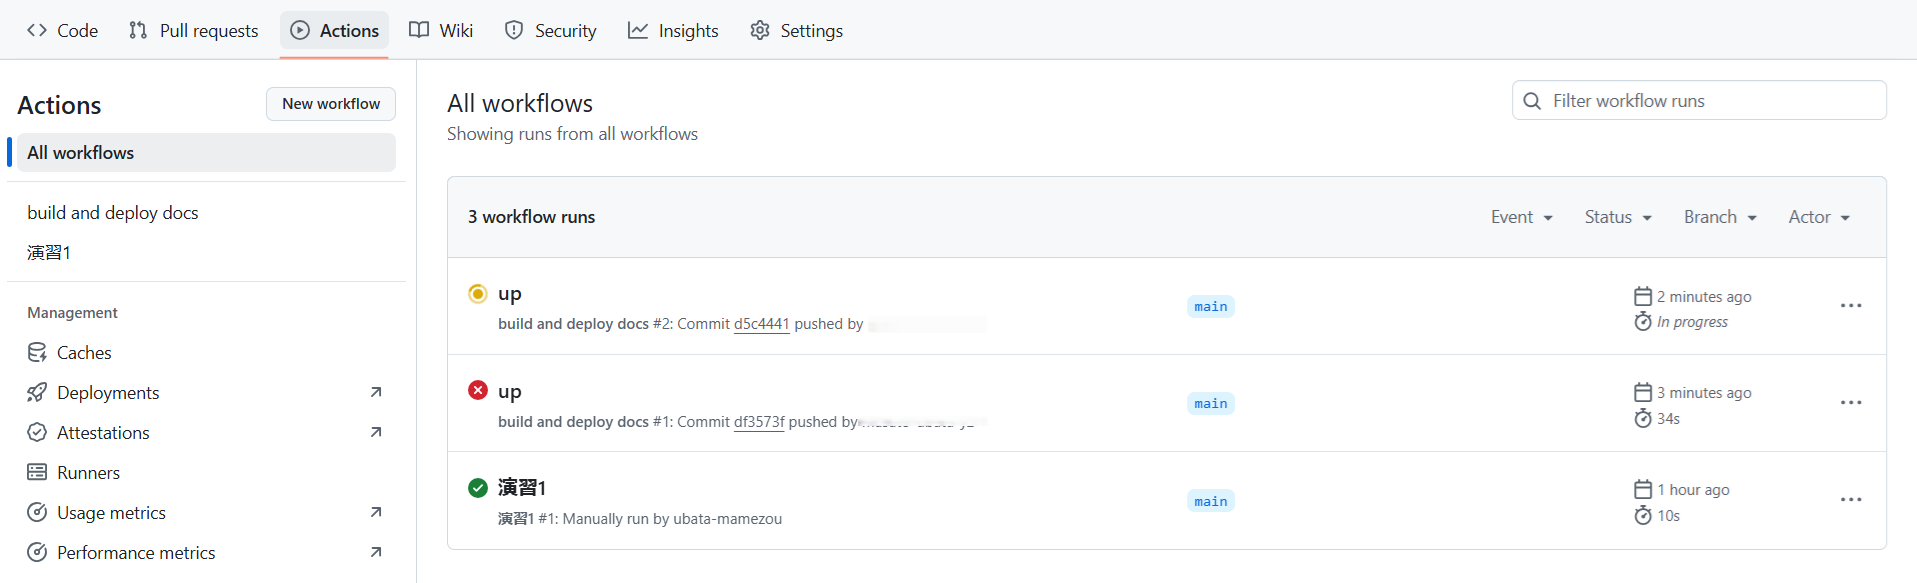 Code Pull requests Actions Wiki Security Insights Settings
Actions
New workflow
All workflows
build and deploy docs
演習1
Management
Caches
Deployments
Attestations
Runners
Usage metrics
Performance metrics
All workflows
Showing runs from all workflows
Filter workflow runs
3 workflow runs
Event Status Branch Actor
up
build and deploy docs #2: Commit d5c4441 pushed by
main
2 minutes ago
In progress
up
build and deploy docs #1: Commit df3573f pushed by
main
3 minutes ago
34s
演習1
演習1 #1: Manually run by ubata-mamezou
main
1 hour ago
10s